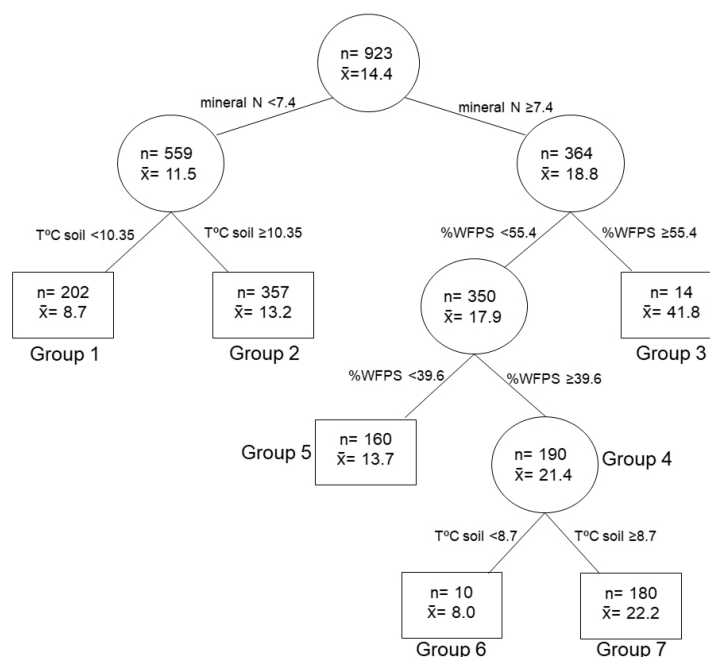 n= 923
x̄=14.4
mineral N <7.4
mineral N ≥7.4
n= 559
x̄= 11.5
n= 364
x̄= 18.8
TºC soil <10.35
TºC soil ≥10.35
%WFPS <55.4
%WFPS ≥55.4
n= 202
x̄= 8.7
Group 1
n= 357
x̄= 13.2
Group 2
n= 350
x̄= 17.9
n= 14
x̄= 41.8
Group 3
%WFPS <39.6
%WFPS ≥39.6
Group 5
n= 160
x̄= 13.7
n= 190
x̄= 21.4
Group 4
TºC soil <8.7
TºC soil ≥8.7
n= 10
x̄= 8.0
Group 6
n= 180
x̄= 22.2
Group 7